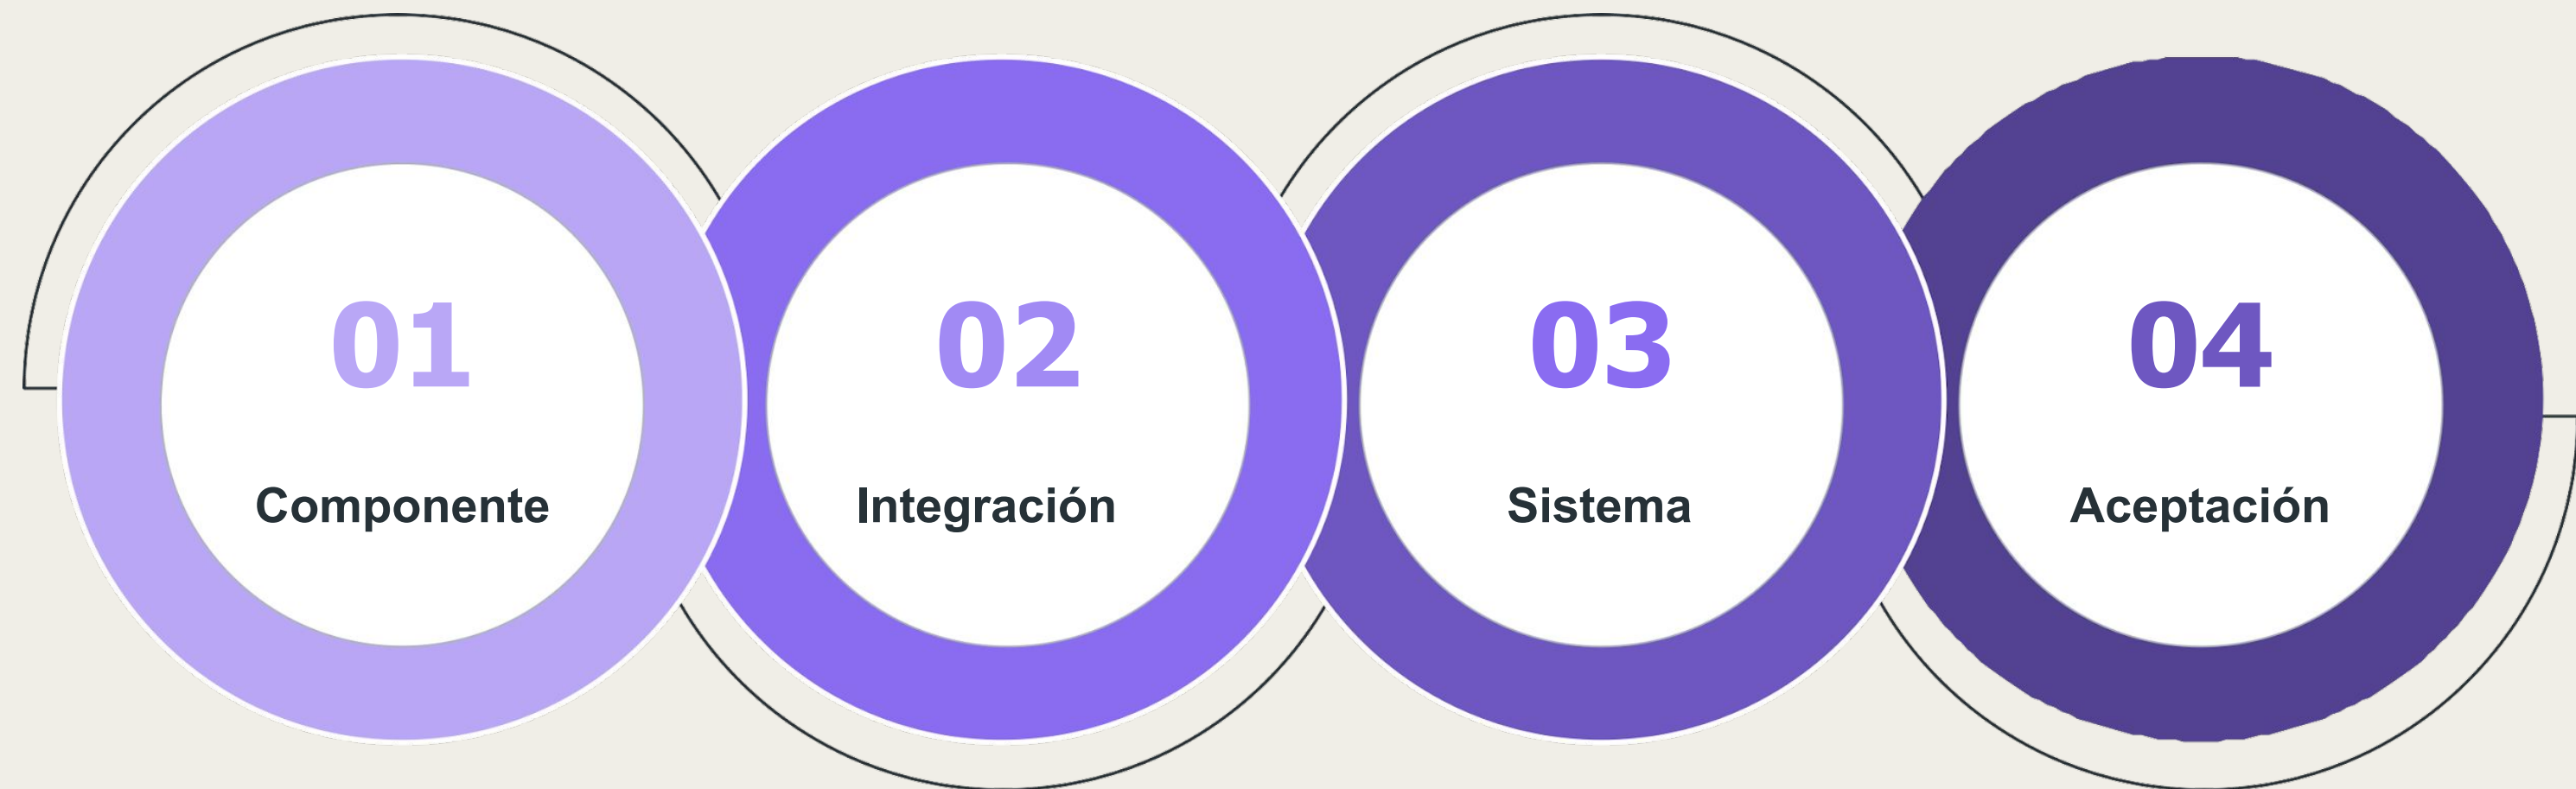 01
Componente
02
Integración
03
Sistema
04
Aceptación